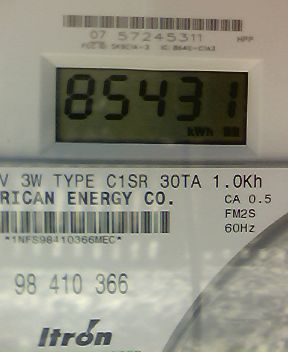 07 57245311
85431
kWh
V 3W TYPE C1SR 30TA 1.0Kh
RICAN ENERGY CO.
CA 0.5
FM2S
60Hz
*1NFS98410366MEC*
98 410 366
Itron